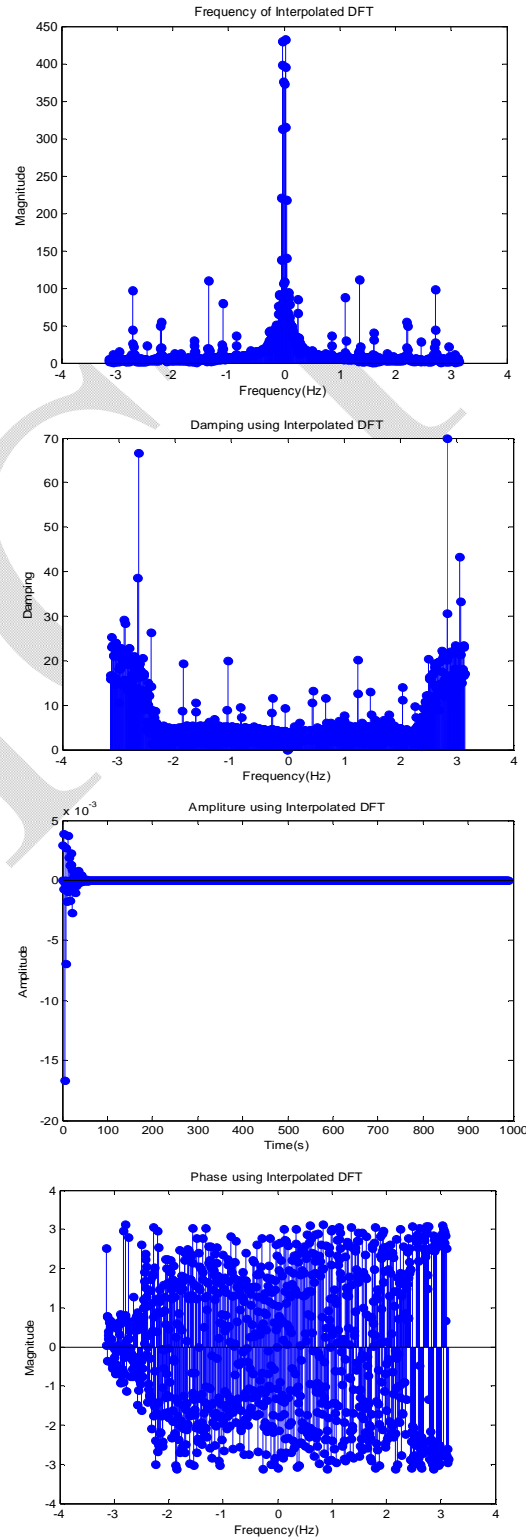 Frequency of Interpolated DFT
450
400
350
300
250
200
150
100
50
0
Magnitude
-4 -3 -2 -1 0 1 2 3 4
Frequency(Hz)
Damping using Interpolated DFT
70
60
50
40
30
20
10
0
Damping
-4 -3 -2 -1 0 1 2 3 4
Frequency(Hz)
x 10^-3 Ampliture using Interpolated DFT
5
0
-5
-10
-15
-20
Amplitude
0 100 200 300 400 500 600 700 800 900 1000
Time(s)
Phase using Interpolated DFT
4
3
2
1
0
-1
-2
-3
-4
Magnitude
-4 -3 -2 -1 0 1 2 3 4
Frequency(Hz)